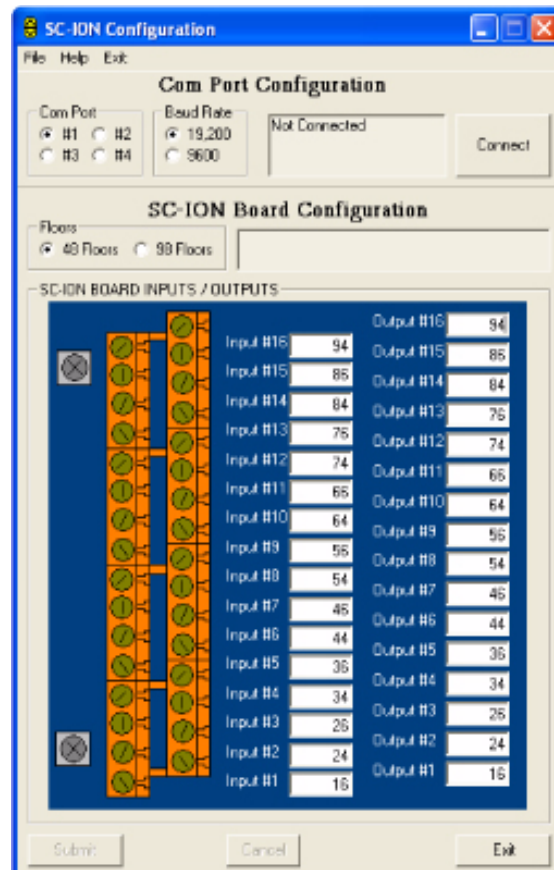 SC-ION Configuration
File Help Exit
Com Port Configuration
Com Port
#1 #2
#3 #4
Baud Rate
19,200
9600
Not Connected
Connect
SC-ION Board Configuration
Floors
48 Floors 98 Floors
SC-ION BOARD INPUTS / OUTPUTS
Input #16 94
Input #15 86
Input #14 84
Input #13 76
Input #12 74
Input #11 66
Input #10 64
Input #9 56
Input #8 54
Input #7 46
Input #6 44
Input #5 36
Input #4 34
Input #3 26
Input #2 24
Input #1 16
Output #16 94
Output #15 86
Output #14 84
Output #13 76
Output #12 74
Output #11 66
Output #10 64
Output #9 56
Output #8 54
Output #7 46
Output #6 44
Output #5 36
Output #4 34
Output #3 26
Output #2 24
Output #1 16
Submit Cancel Exit